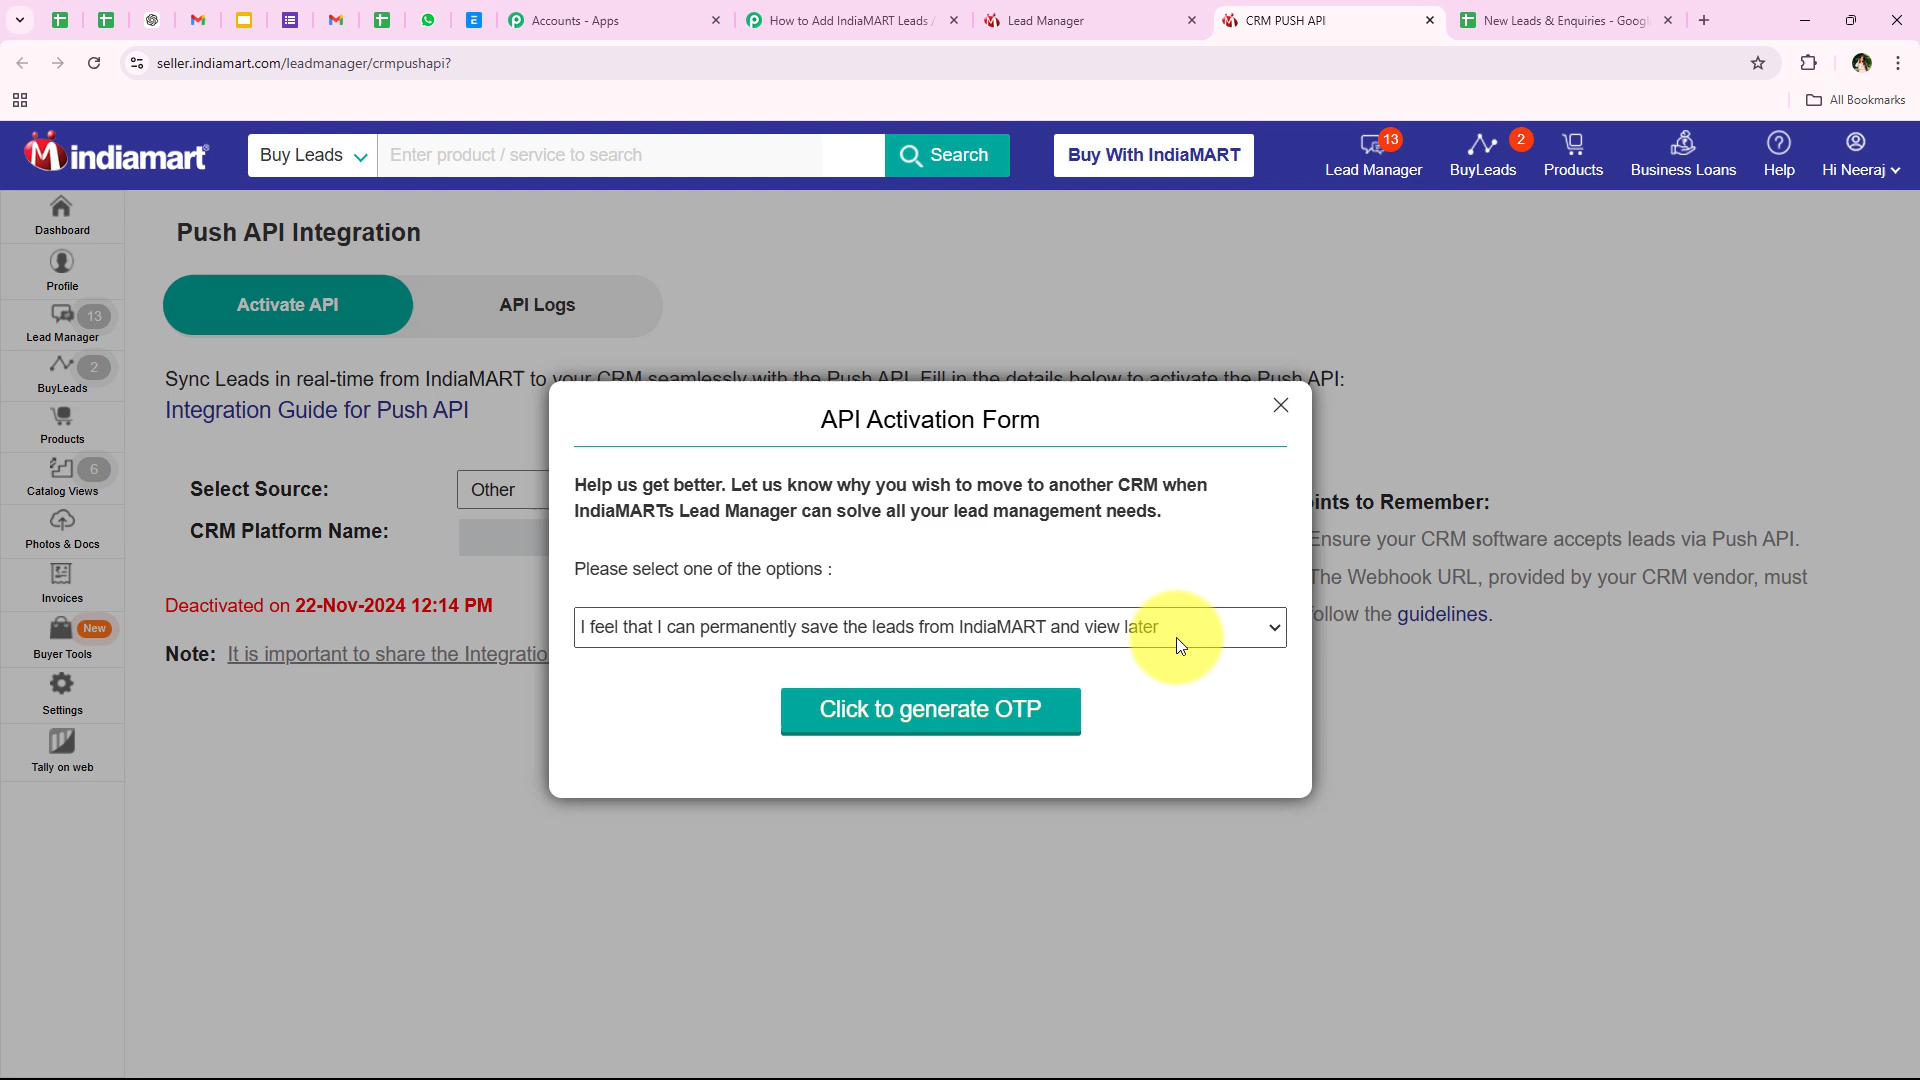 Accounts - Apps
How to Add IndiaMART Leads
Lead Manager
CRM PUSH API
New Leads & Enquiries - Googl
seller.indiamart.com/leadmanager/crmpushapi?
All Bookmarks
indiamart
Buy Leads
Enter product / service to search
Search
Buy With IndiaMART
13
Lead Manager
2
BuyLeads
Products
Business Loans
Help
Hi Neeraj
Dashboard
Profile
13
Lead Manager
2
BuyLeads
Products
6
Catalog Views
Photos & Docs
Invoices
New
Buyer Tools
Settings
Tally on web
Push API Integration
Activate API
API Logs
Sync Leads in real-time from IndiaMART to your CRM seamlessly with the Push API. Fill in the details below to activate the Push API:
Integration Guide for Push API
Select Source:
Other
CRM Platform Name:
Deactivated on 22-Nov-2024 12:14 PM
Note: It is important to share the Integratio
API Activation Form
Help us get better. Let us know why you wish to move to another CRM when
IndiaMARTs Lead Manager can solve all your lead management needs.
Please select one of the options :
I feel that I can permanently save the leads from IndiaMART and view later
Click to generate OTP
ints to Remember:
Ensure your CRM software accepts leads via Push API.
The Webhook URL, provided by your CRM vendor, must
follow the guidelines.